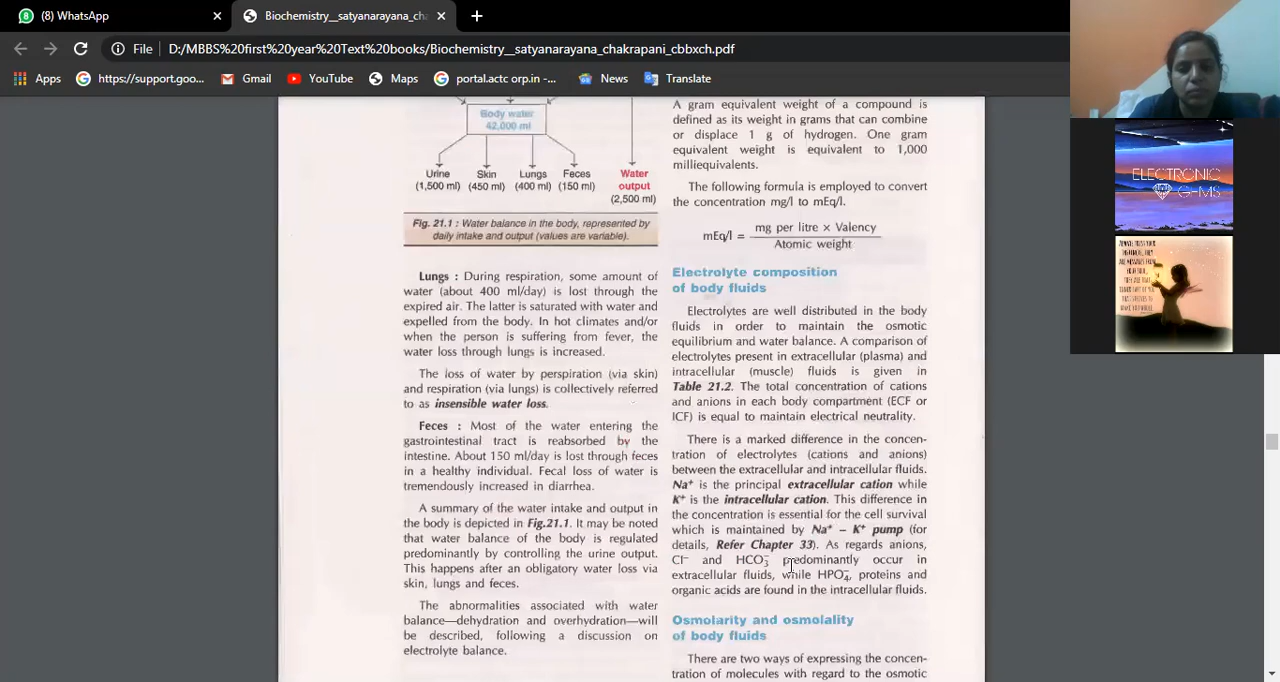 (8) WhatsApp
Biochemistry__satyanarayana_cha
File
D:/MBBS%20first%20year%20Text%20books/Biochemistry__satyanarayana_chakrapani_cbbxch.pdf
Apps
https://support.goo...
Gmail
YouTube
Maps
portal.actc orp.in -...
News
Translate
Body water
42,000 ml
Urine
(1,500 ml)
Skin
(450 ml)
Lungs
(400 ml)
Feces
(150 ml)
Water
output
(2,500 ml)
Fig. 21.1 : Water balance in the body, represented by
daily intake and output (values are variable).
Lungs : During respiration, some amount of
water (about 400 ml/day) is lost through the
expired air. The latter is saturated with water and
expelled from the body. In hot climates and/or
when the person is suffering from fever, the
water loss through lungs is increased.
The loss of water by perspiration (via skin)
and respiration (via lungs) is collectively referred
to as insensible water loss.
Feces : Most of the water entering the
gastrointestinal tract is reabsorbed by the
intestine. About 150 ml/day is lost through feces
in a healthy individual. Fecal loss of water is
tremendously increased in diarrhea.
A summary of the water intake and output in
the body is depicted in Fig.21.1. It may be noted
that water balance of the body is regulated
predominantly by controlling the urine output.
This happens after an obligatory water loss via
skin, lungs and feces.
The abnormalities associated with water
balance—dehydration and overhydration—will
be described, following a discussion on
electrolyte balance.
A gram equivalent weight of a compound is
defined as its weight in grams that can combine
or displace 1 g of hydrogen. One gram
equivalent weight is equivalent to 1,000
milliequivalents.
The following formula is employed to convert
the concentration mg/l to mEq/l.
mEq/l = mg per litre × Valency
Atomic weight
Electrolyte composition
of body fluids
Electrolytes are well distributed in the body
fluids in order to maintain the osmotic
equilibrium and water balance. A comparison of
electrolytes present in extracellular (plasma) and
intracellular (muscle) fluids is given in
Table 21.2. The total concentration of cations
and anions in each body compartment (ECF or
ICF) is equal to maintain electrical neutrality.
There is a marked difference in the concen-
tration of electrolytes (cations and anions)
between the extracellular and intracellular fluids.
Na⁺ is the principal extracellular cation while
K⁺ is the intracellular cation. This difference in
the concentration is essential for the cell survival
which is maintained by Na⁺ – K⁺ pump (for
details, Refer Chapter 33). As regards anions,
Cl⁻ and HCO₃⁻ predominantly occur in
extracellular fluids, while HPO₄⁻, proteins and
organic acids are found in the intracellular fluids.
Osmolarity and osmolality
of body fluids
There are two ways of expressing the concen-
tration of molecules with regard to the osmotic
ELECTRONIC
GEMS